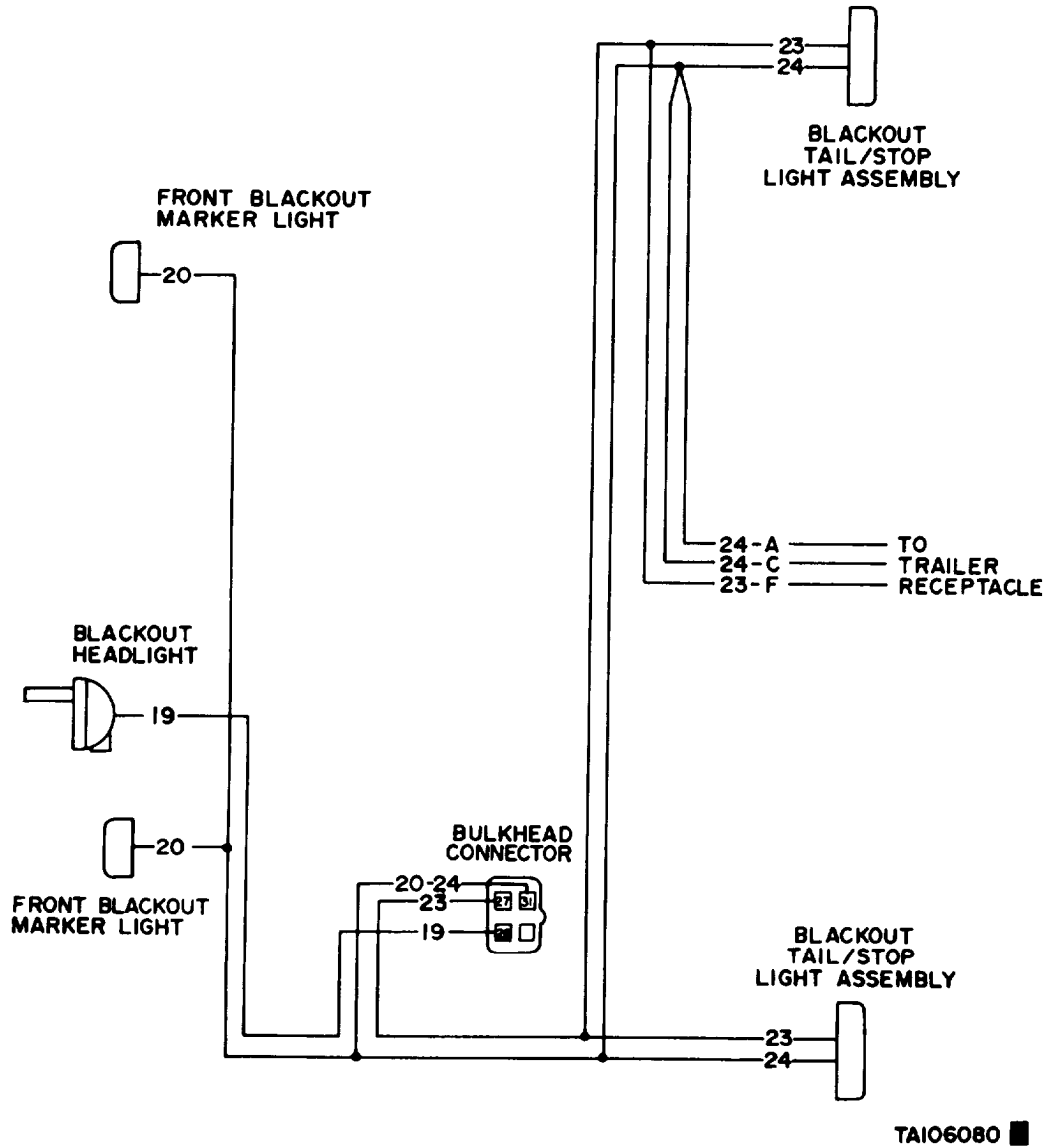 23
24
BLACKOUT
TAIL/STOP
LIGHT ASSEMBLY
FRONT BLACKOUT
MARKER LIGHT
20
24-A TO
24-C TRAILER
23-F RECEPTACLE
BLACKOUT
HEADLIGHT
19
20
FRONT BLACKOUT
MARKER LIGHT
BULKHEAD
CONNECTOR
20-24
23
27 31
19
BLACKOUT
TAIL/STOP
LIGHT ASSEMBLY
23
24
TA106080